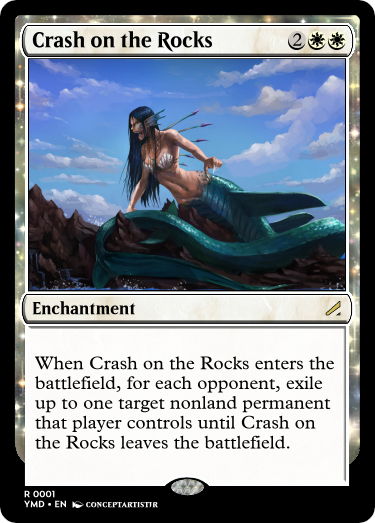 Crash on the Rocks 2
Enchantment
When Crash on the Rocks enters the
battlefield, for each opponent, exile
up to one target nonland permanent
that player controls until Crash on
the Rocks leaves the battlefield.
R 0001
YMD • EN CONCEPTARTIST1R